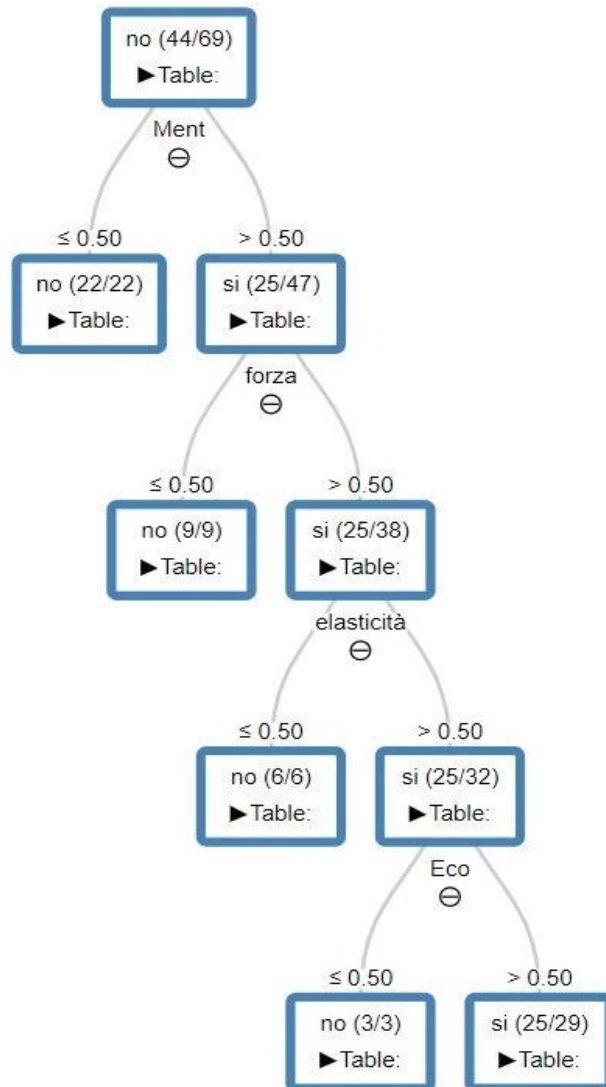 no (44/69)
►Table:
Ment
⊖
≤ 0.50
> 0.50
no (22/22)
►Table:
si (25/47)
►Table:
forza
⊖
≤ 0.50
> 0.50
no (9/9)
►Table:
si (25/38)
►Table:
elasticità
⊖
≤ 0.50
> 0.50
no (6/6)
►Table:
si (25/32)
►Table:
Eco
⊖
≤ 0.50
> 0.50
no (3/3)
►Table:
si (25/29)
►Table: